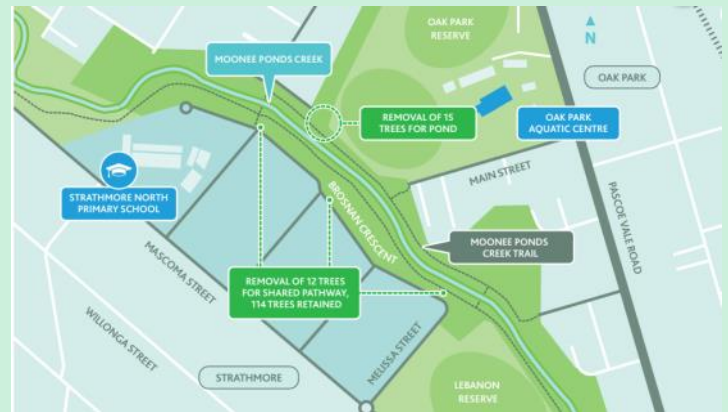 OAK PARK
RESERVE
N
MOONEE PONDS CREEK
OAK PARK
REMOVAL OF 15
TREES FOR POND
OAK PARK
AQUATIC CENTRE
MAIN STREET
STRATHMORE NORTH
PRIMARY SCHOOL
BROSNAN CRESCENT
PASCOE VALE ROAD
MASCOMA STREET
MOONEE PONDS
CREEK TRAIL
REMOVAL OF 12 TREES
FOR SHARED PATHWAY,
114 TREES RETAINED
WILLONGA STREET
MELISSA STREET
STRATHMORE
LEBANON
RESERVE